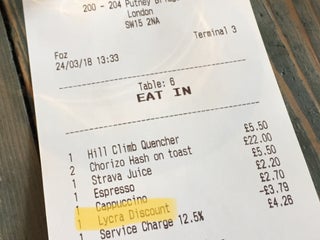 200 - 204 Putney Bridge
London
SW15 2NA
Terminal 3
Foz
24/03/18 13:33
Table: 6
EAT IN
1 Hill Climb Quencher £5.50
2 Chorizo Hash on toast £22.00
1 Strava Juice £5.50
1 Espresso £2.20
1 Cappuccino £2.70
1 Lycra Discount -£3.79
1 Service Charge 12.5% £4.26